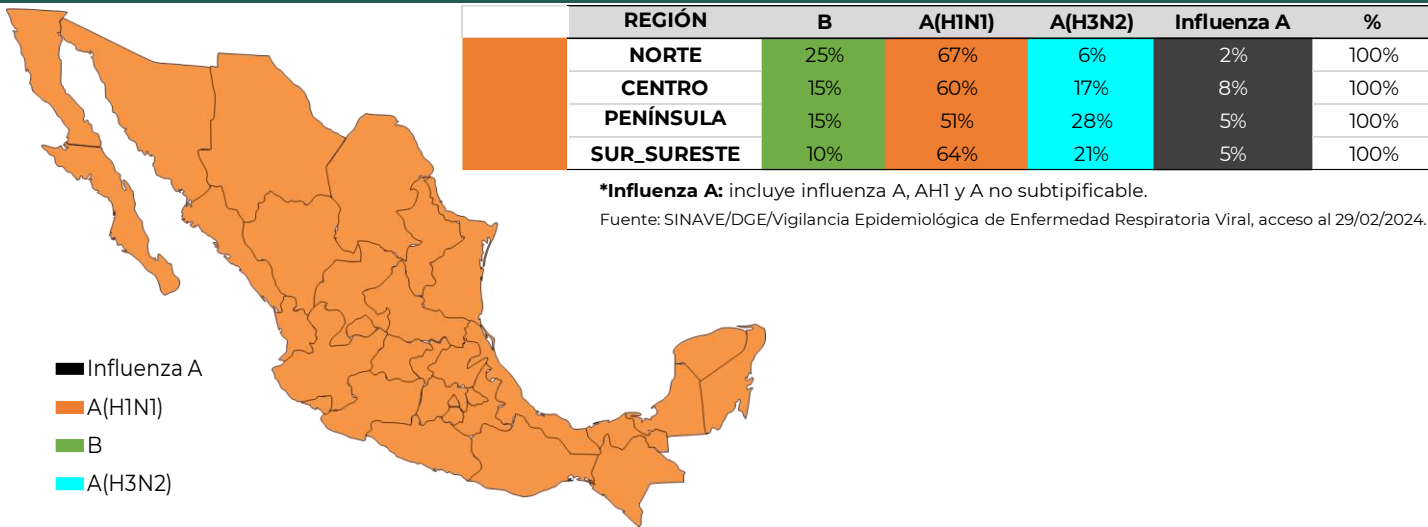 REGIÓN B A(H1N1) A(H3N2) Influenza A %
NORTE 25% 67% 6% 2% 100%
CENTRO 15% 60% 17% 8% 100%
PENÍNSULA 15% 51% 28% 5% 100%
SUR_SURESTE 10% 64% 21% 5% 100%
*Influenza A: incluye influenza A, AH1 y A no subtipificable.
Fuente: SINAVE/DGE/Vigilancia Epidemiológica de Enfermedad Respiratoria Viral, acceso al 29/02/2024.
Influenza A
A(H1N1)
B
A(H3N2)